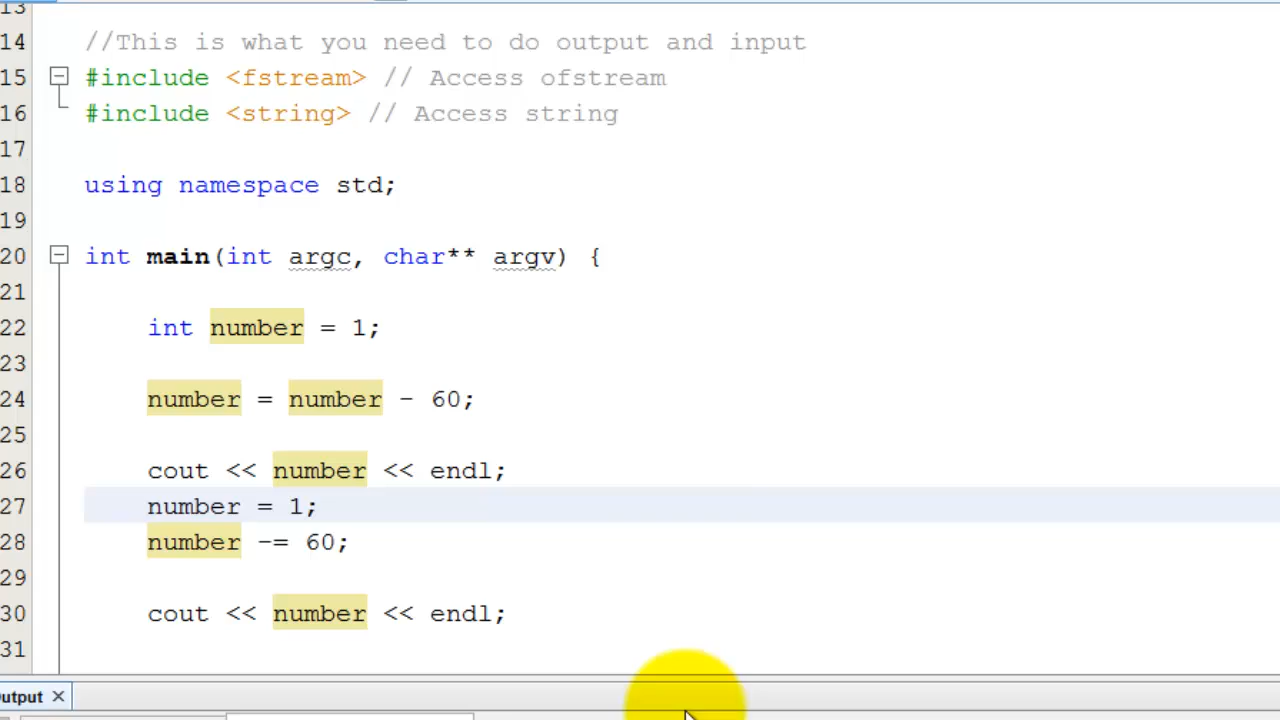 13
14 //This is what you need to do output and input
15 #include <fstream> // Access ofstream
16 #include <string> // Access string
17
18 using namespace std;
19
20 int main(int argc, char** argv) {
21
22 int number = 1;
23
24 number = number - 60;
25
26 cout << number << endl;
27 number = 1;
28 number -= 60;
29
30 cout << number << endl;
31
utput